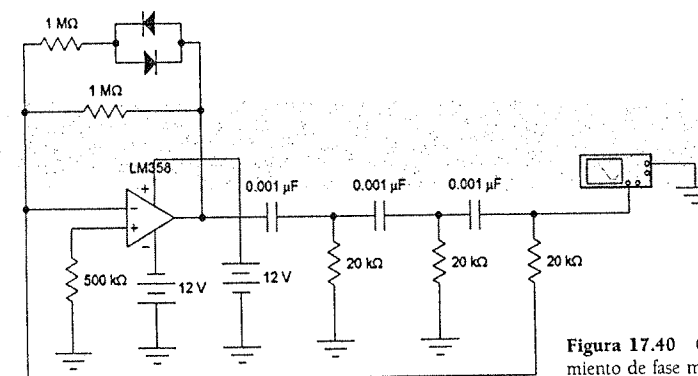 1 MΩ
1 MΩ
LM358
+
−
+
−
500 kΩ
12 V
12 V
0.001 µF
0.001 µF
0.001 µF
20 kΩ
20 kΩ
20 kΩ
Figura 17.40
miento de fase m